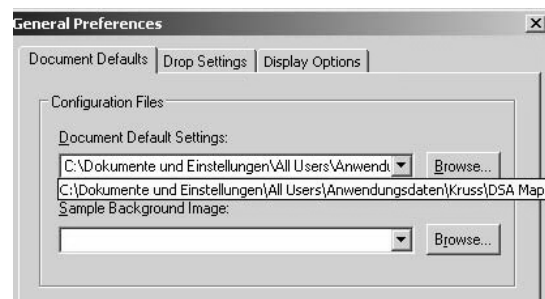 General Preferences
Document Defaults Drop Settings Display Options
Configuration Files
Document Default Settings:
C:\Dokumente und Einstellungen\All Users\Anwendu Browse...
C:\Dokumente und Einstellungen\All Users\Anwendungsdaten\Kruss\DSA Map
Sample Background Image:
Browse...